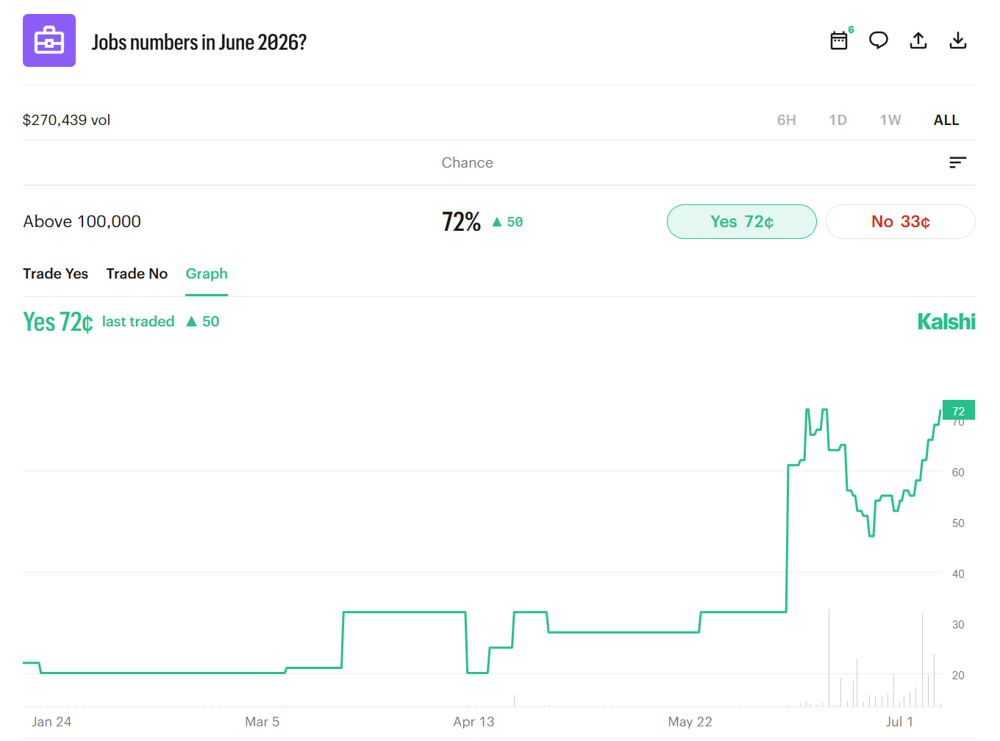 Jobs numbers in June 2026?
6
$270,439 vol
6H 1D 1W ALL
Chance
Above 100,000 72% ▲ 50 Yes 72¢ No 33¢
Trade Yes Trade No Graph
Yes 72¢ last traded ▲ 50 Kalshi
72
70
60
50
40
30
20
Jan 24 Mar 5 Apr 13 May 22 Jul 1